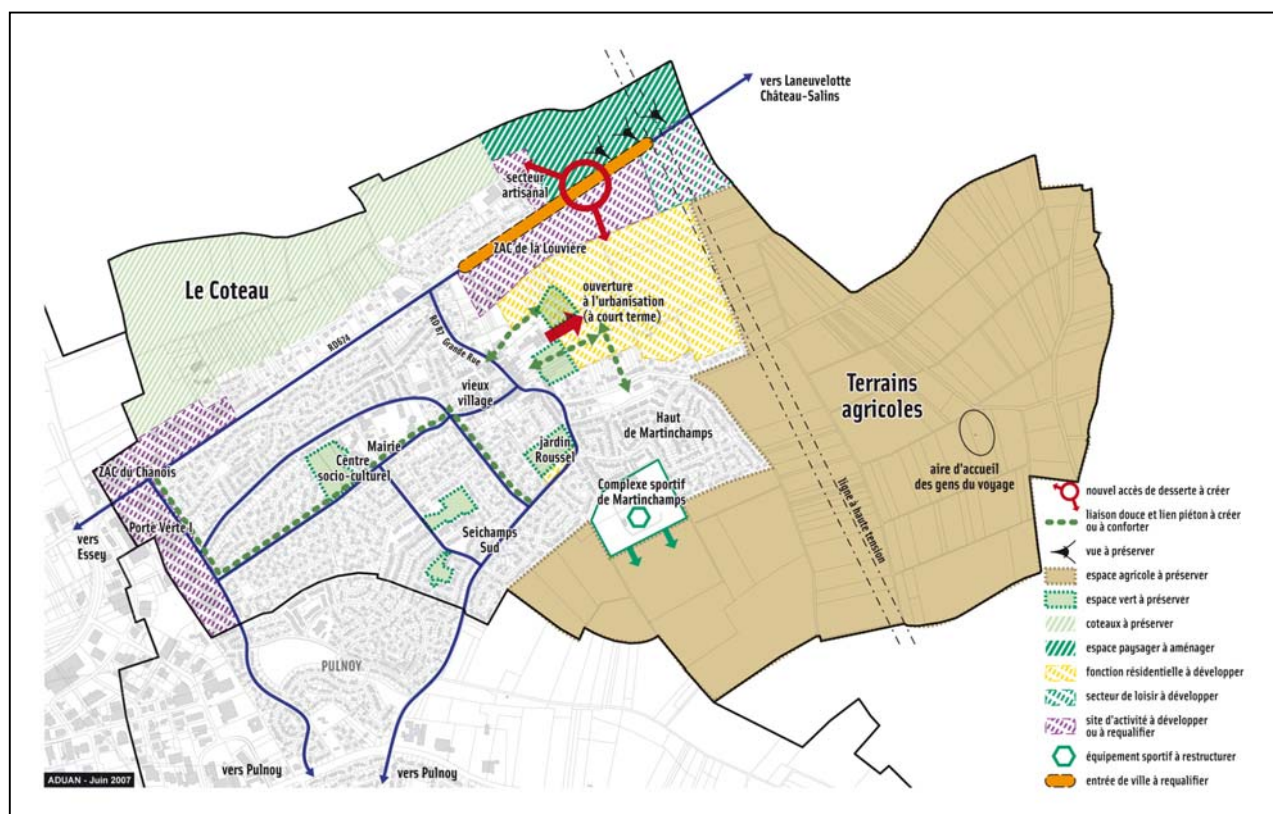 vers Laneuvelotte
Château-Salins
secteur
artisanal
ZAC de la Louvière
Le Coteau
ouverture
à l'urbanisation
(à court terme)
RD674
RD 67 Grande Rue
vieux
village
Terrains
agricoles
Haut
de Martinchamps
jardin
Roussel
Mairie
Centre
socio-culturel
ZAC du Chanois
Complexe sportif
de Martinchamps
aire d'accueil
des gens du voyage
ligne à haute tension
Porte Verte I
vers
Essey
Seichamps
Sud
PULNOY
vers Pulnoy
vers Pulnoy
ADUAN - Juin 2007
nouvel accès de desserte à créer
liaison douce et lien piéton à créer
ou à conforter
vue à préserver
espace agricole à préserver
espace vert à préserver
coteaux à préserver
espace paysager à aménager
fonction résidentielle à développer
secteur de loisir à développer
site d'activité à développer
ou à requalifier
équipement sportif à restructurer
entrée de ville à requalifier